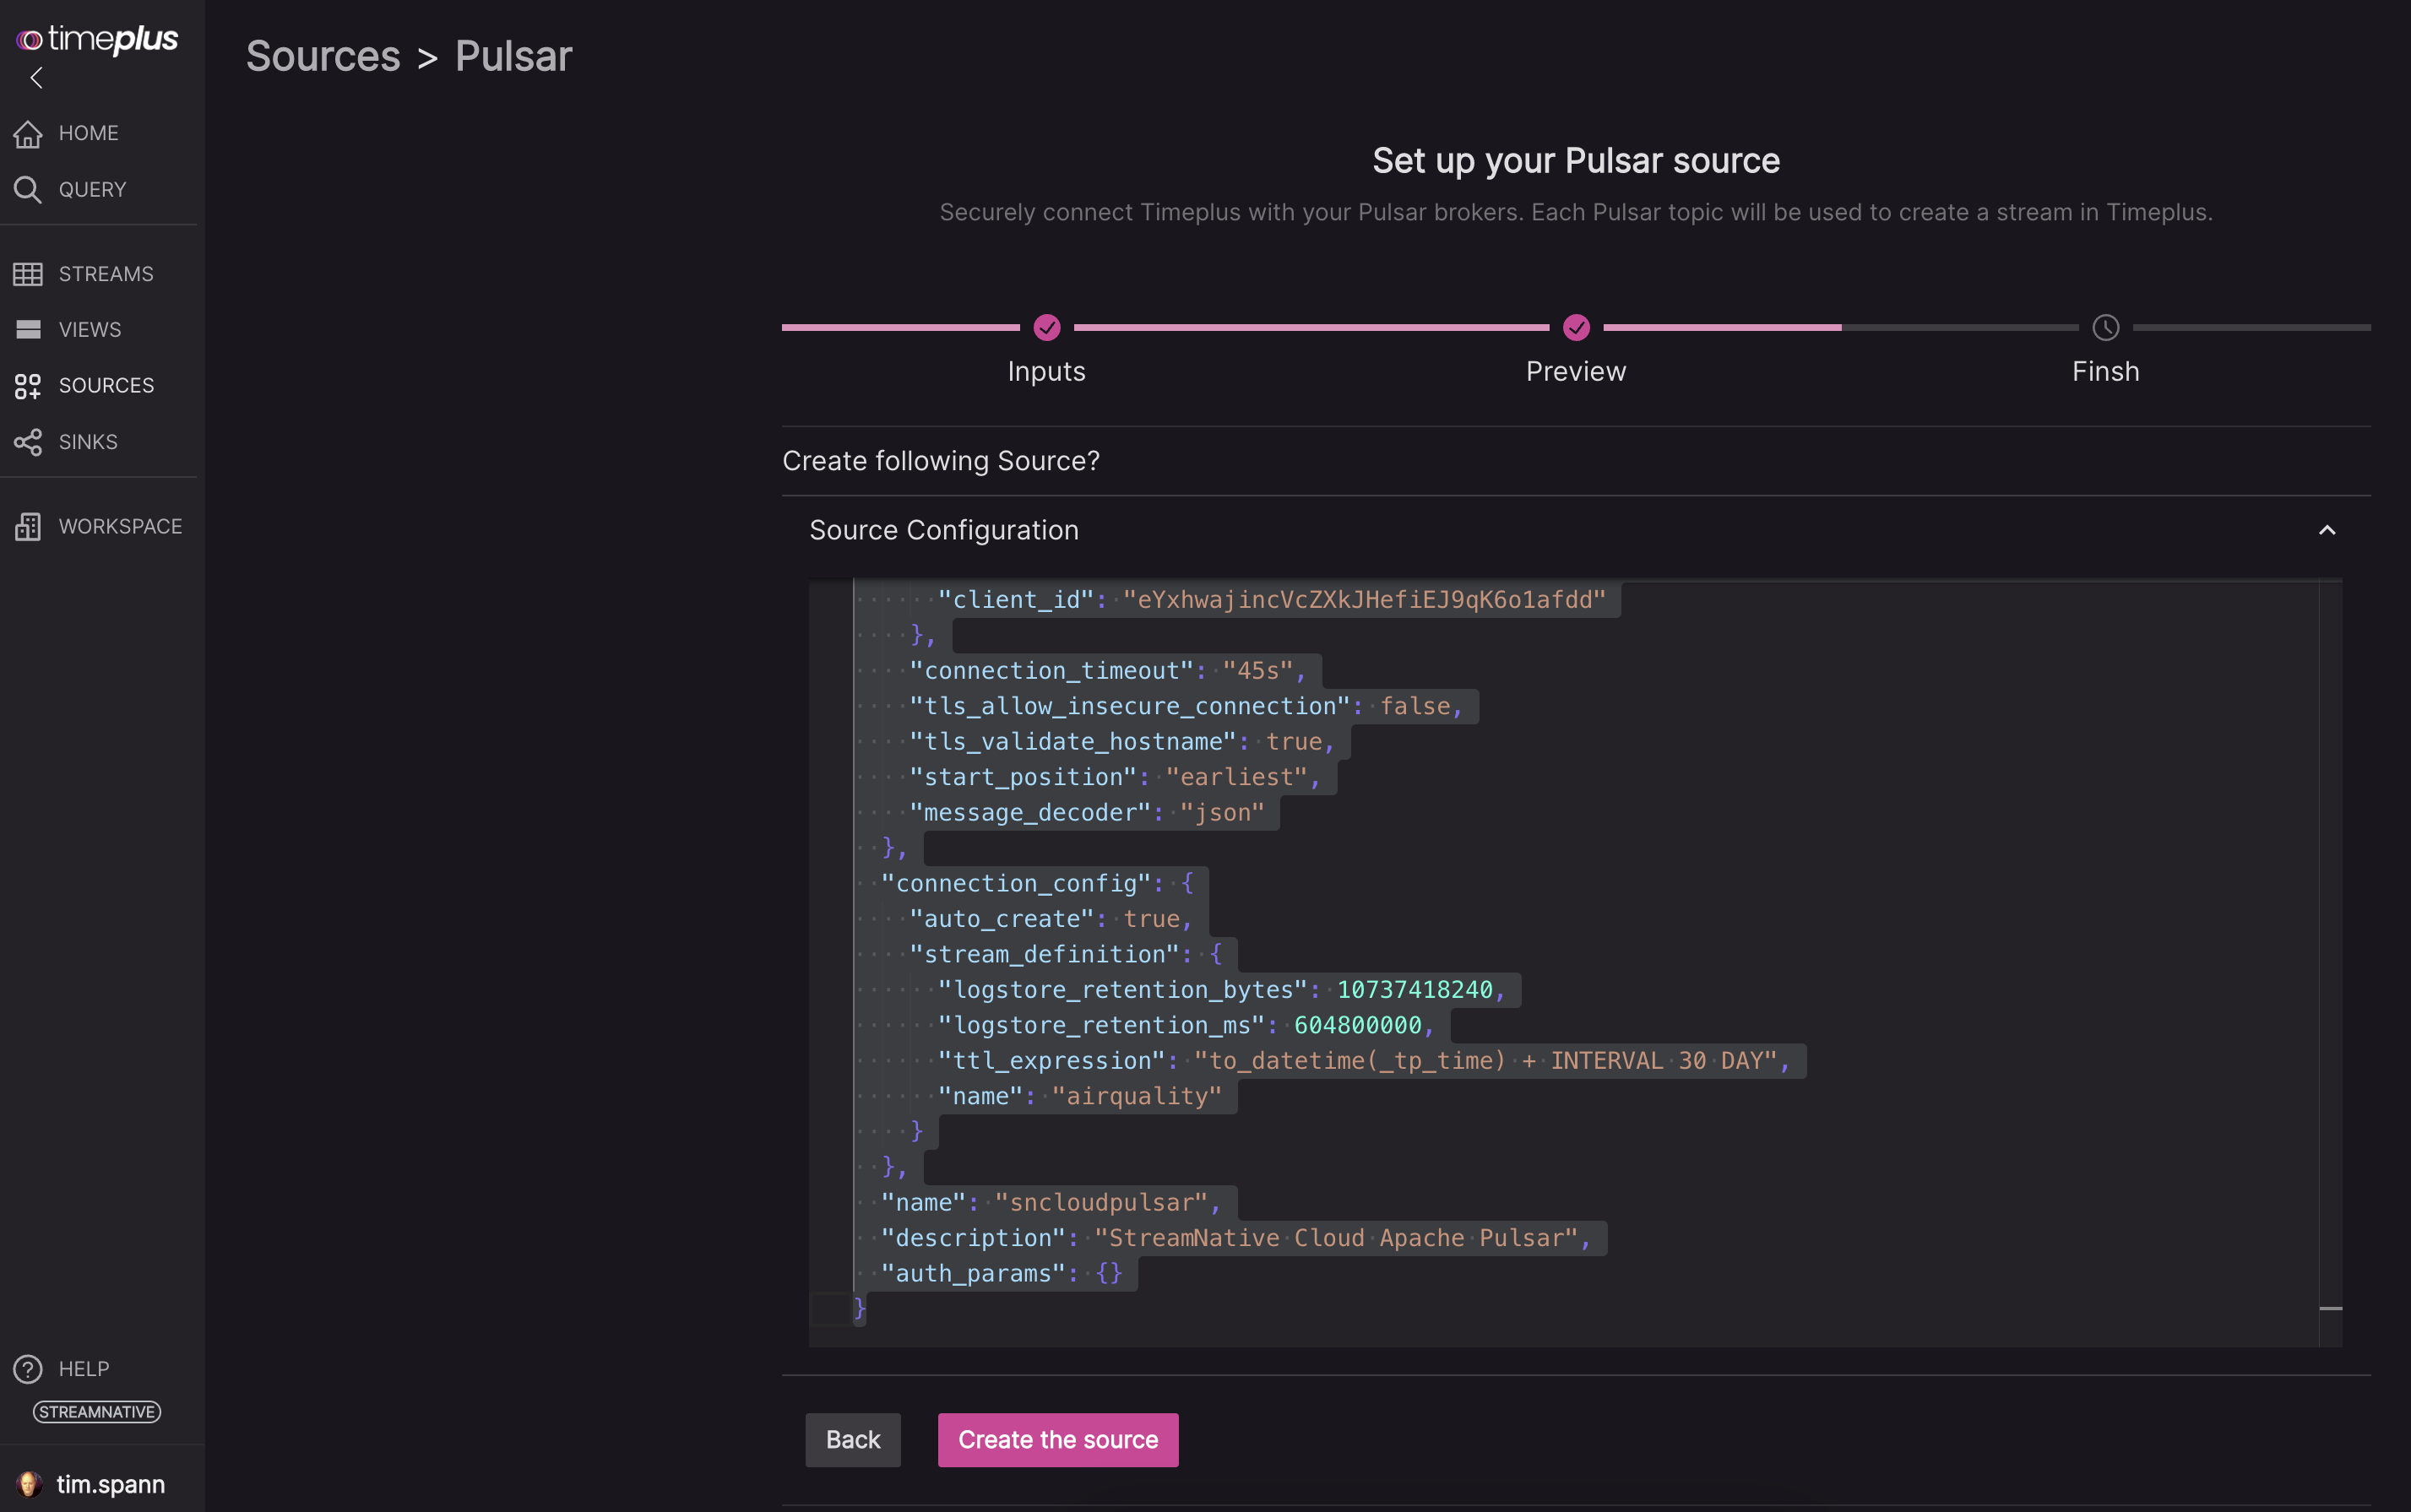 timeplus
Sources > Pulsar
HOME
QUERY
STREAMS
VIEWS
SOURCES
SINKS
WORKSPACE
Set up your Pulsar source
Securely connect Timeplus with your Pulsar brokers. Each Pulsar topic will be used to create a stream in Timeplus.
Inputs
Preview
Finsh
Create following Source?
Source Configuration
"client_id": "eYxhwajincVcZXkJHefiEJ9qK6o1afdd"
},
"connection_timeout": "45s",
"tls_allow_insecure_connection": false,
"tls_validate_hostname": true,
"start_position": "earliest",
"message_decoder": "json"
},
"connection_config": {
"auto_create": true,
"stream_definition": {
"logstore_retention_bytes": 10737418240,
"logstore_retention_ms": 604800000,
"ttl_expression": "to_datetime(_tp_time) + INTERVAL 30 DAY",
"name": "airquality"
}
},
"name": "sncloudpulsar",
"description": "StreamNative Cloud Apache Pulsar",
"auth_params": {}
}
Back
Create the source
HELP
STREAMNATIVE
tim.spann